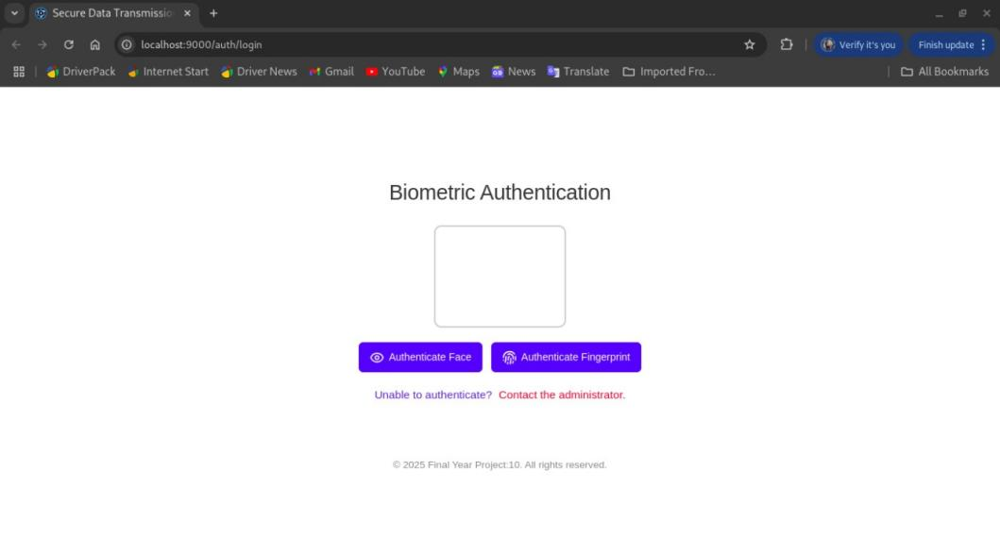 Secure Data Transmissio
localhost:9000/auth/login
Verify it's you
Finish update
DriverPack
Internet Start
Driver News
Gmail
YouTube
Maps
News
Translate
Imported Fro...
All Bookmarks
Biometric Authentication
Authenticate Face
Authenticate Fingerprint
Unable to authenticate? Contact the administrator.
© 2025 Final Year Project:10. All rights reserved.